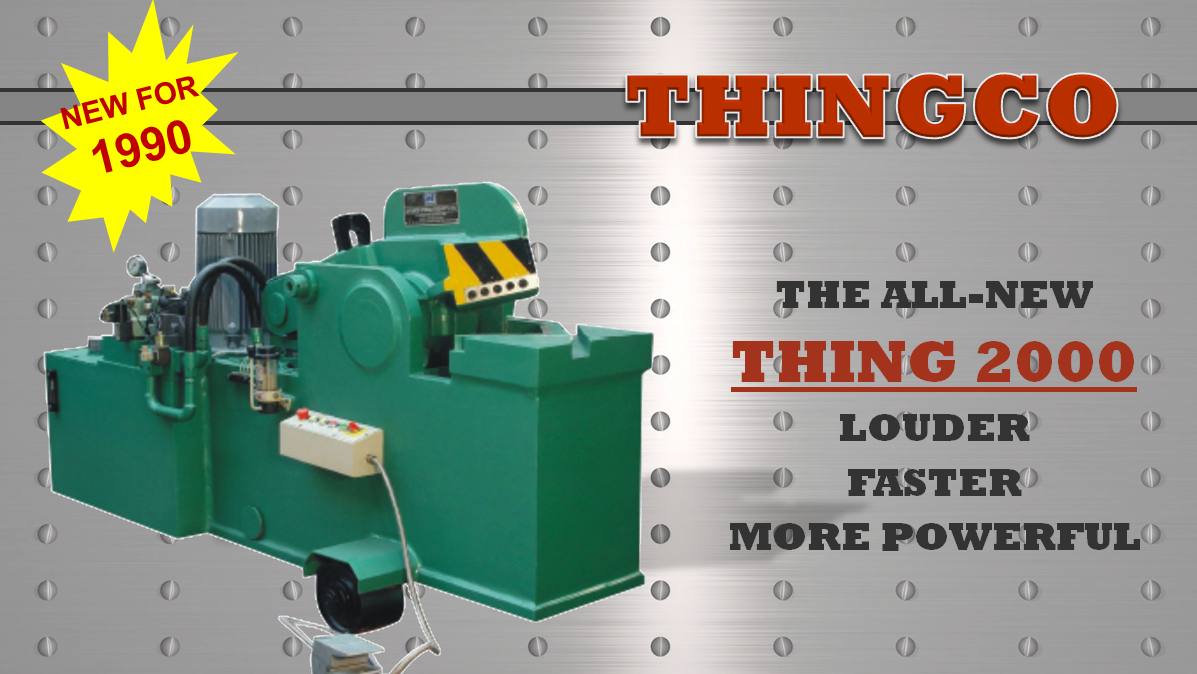 NEW FOR
1990
THINGCO
THE ALL-NEW
THING 2000
LOUDER
FASTER
MORE POWERFUL